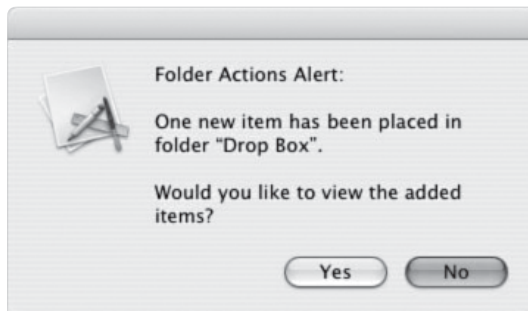 Folder Actions Alert:
One new item has been placed in
folder “Drop Box”.
Would you like to view the added
items?
Yes
No